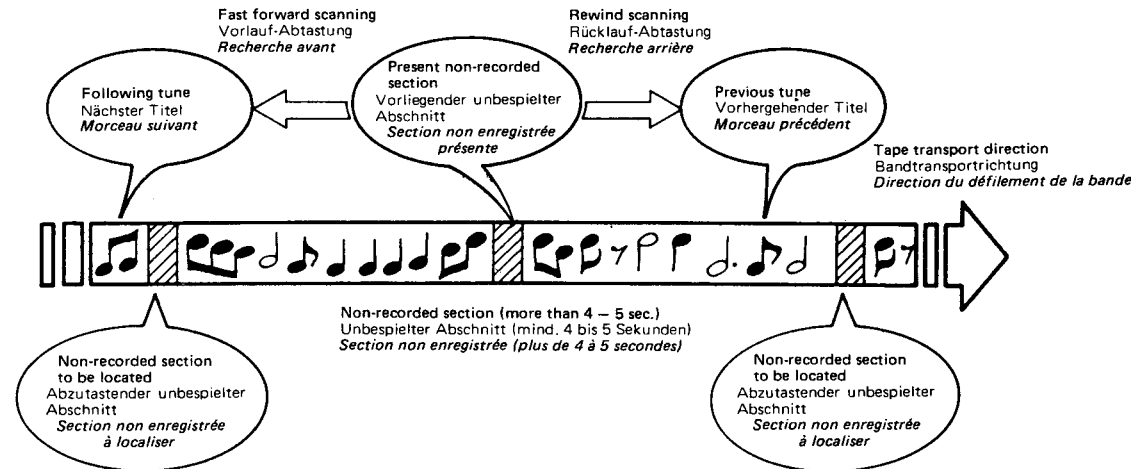 Fast forward scanning
Vorlauf-Abtastung
Recherche avant
Rewind scanning
Rücklauf-Abtastung
Recherche arrière
Following tune
Nächster Titel
Morceau suivant
Present non-recorded
section
Vorliegender unbespielter
Abschnitt
Section non enregistrée
présente
Previous tune
Vorhergehender Titel
Morceau précédent
Tape transport direction
Bandtransportrichtung
Direction du défilement de la bande
Non-recorded section (more than 4 – 5 sec.)
Unbespielter Abschnitt (mind. 4 bis 5 Sekunden)
Section non enregistrée (plus de 4 à 5 secondes)
Non-recorded section
to be located
Abzutastender unbespielter
Abschnitt
Section non enregistrée
à localiser
Non-recorded section
to be located
Abzutastender unbespielter
Abschnitt
Section non enregistrée
à localiser